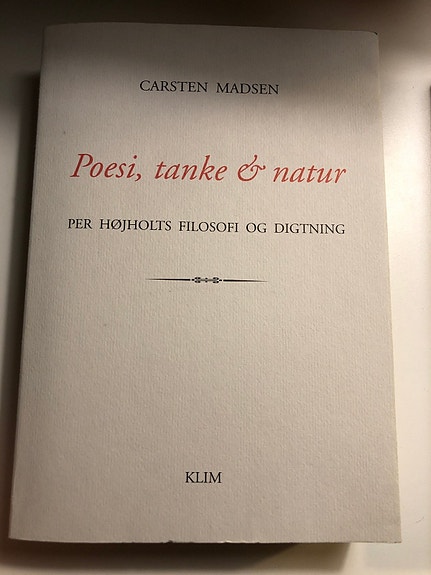 CARSTEN MADSEN
Poesi, tanke & natur
PER HØJHOLTS FILOSOFI OG DIGTNING
KLIM